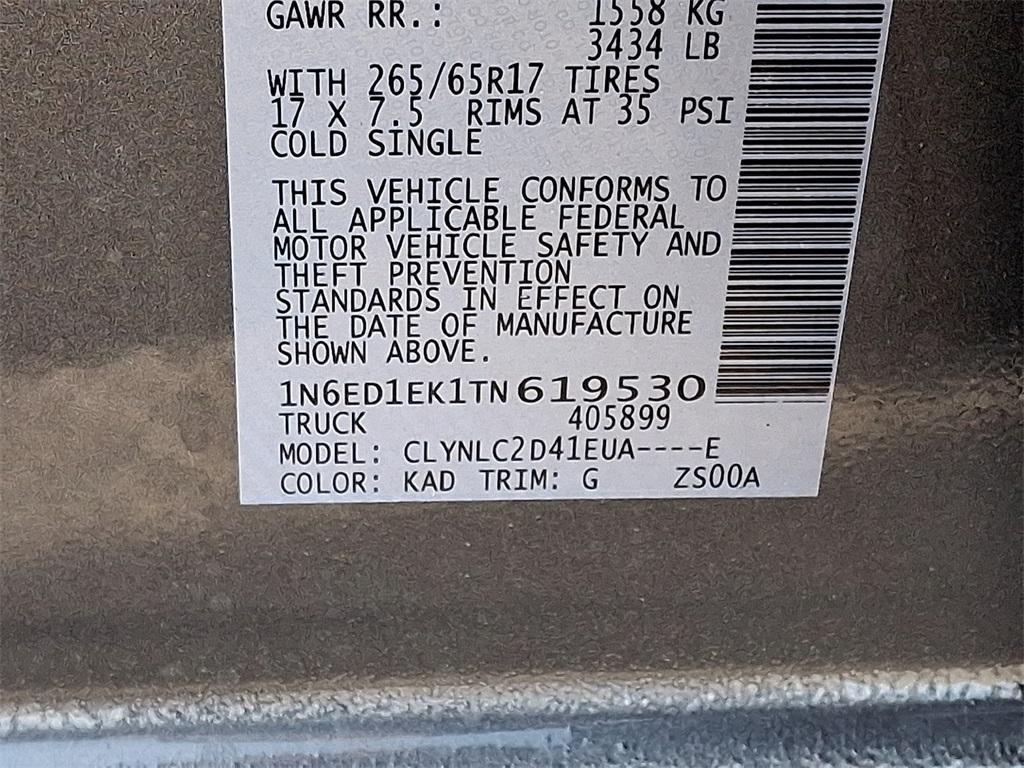 GAWR RR.: 1558 KG
3434 LB
WITH 265/65R17 TIRES
17 X 7.5 RIMS AT 35 PSI
COLD SINGLE
THIS VEHICLE CONFORMS TO
ALL APPLICABLE FEDERAL
MOTOR VEHICLE SAFETY AND
THEFT PREVENTION
STANDARDS IN EFFECT ON
THE DATE OF MANUFACTURE
SHOWN ABOVE.
1N6ED1EK1TN619530
TRUCK 405899
MODEL: CLYNLC2D41EUA----E
COLOR: KAD TRIM: G ZS00A